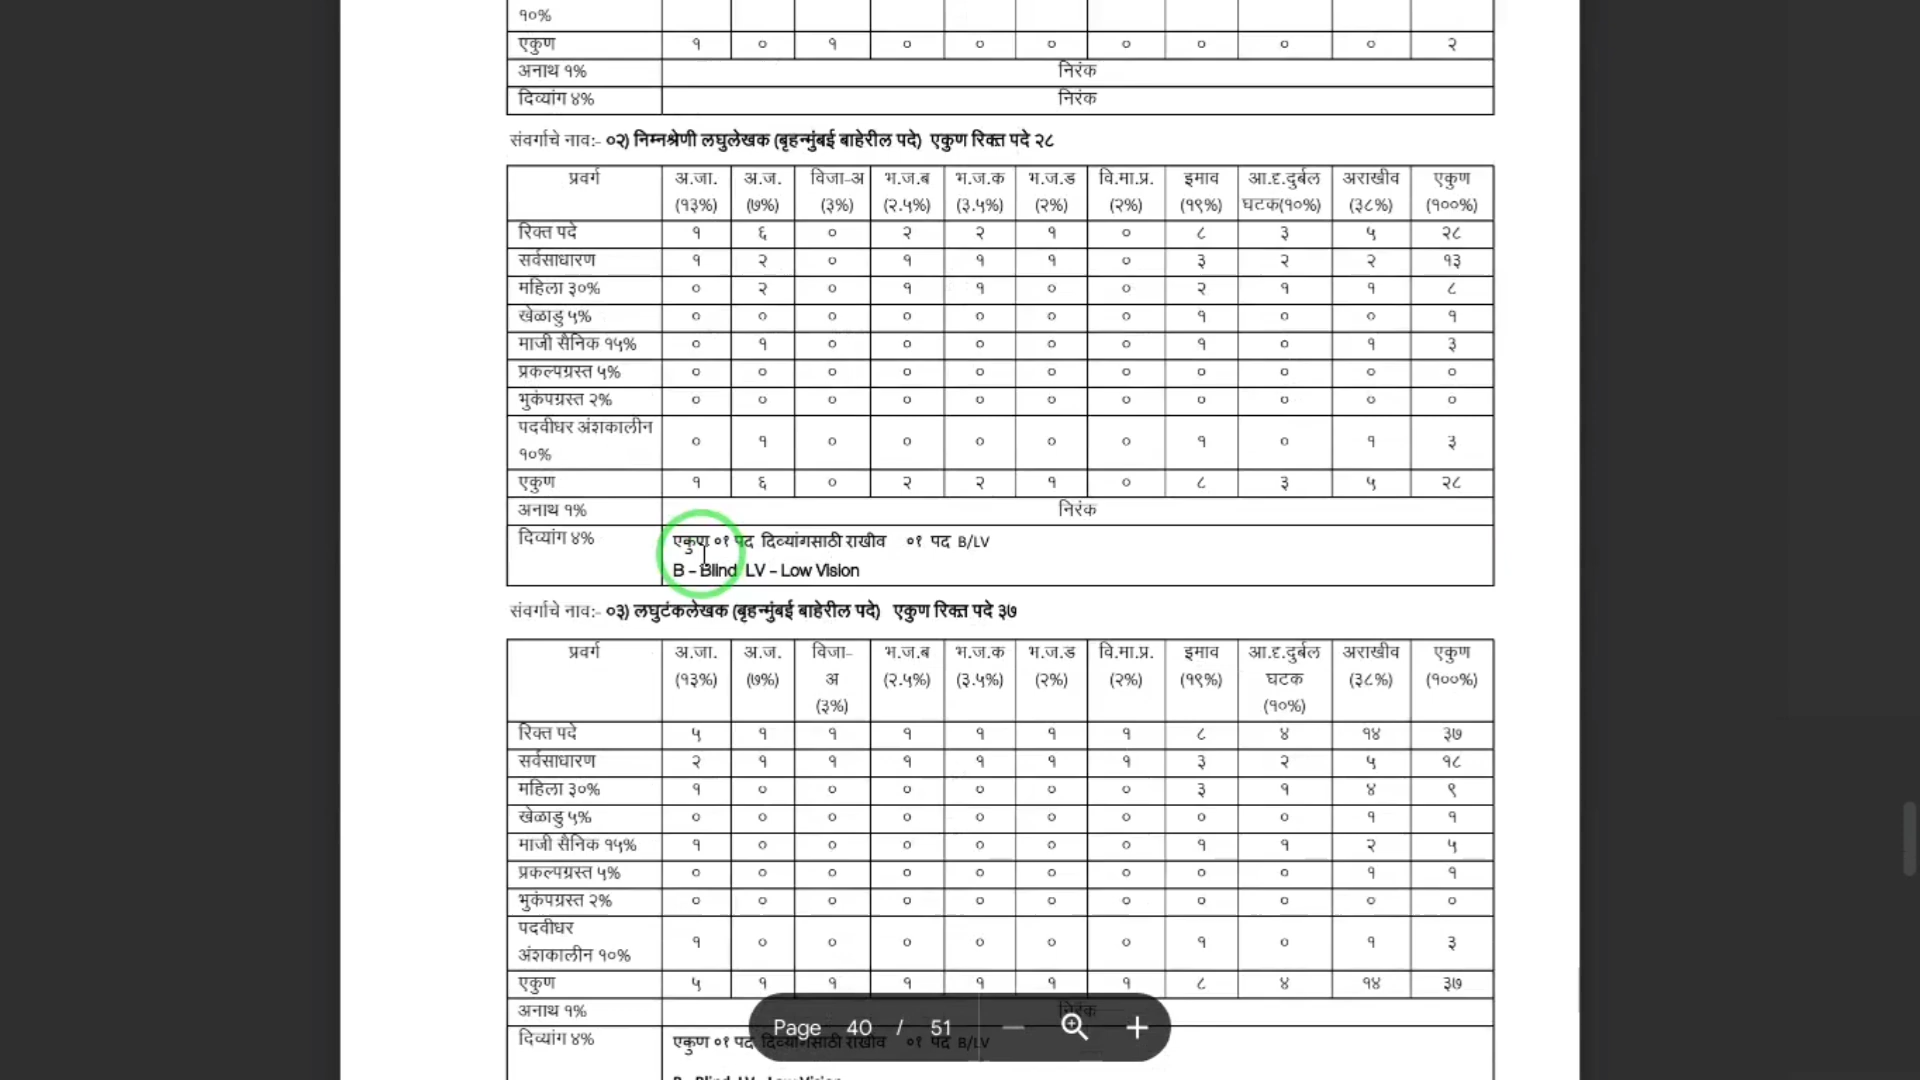 १०%
एकुण १ ० १ ० ० ० ० ० ० ० २
अनाथ १% निरंक
दिव्यांग ४% निरंक
संवर्गाचे नाव:- ०२) निम्नश्रेणी लघुलेखक (बृहन्मुंबई बाहेरील पदे) एकुण रिक्त पदे २८
प्रवर्ग अ.जा. अ.ज. विजा-अ भ.ज.ब भ.ज.क भ.ज.ड वि.मा.प्र. इमाव आ.दृ.दुर्बल अराखीव एकुण
(१३%) (७%) (३%) (२.५%) (३.५%) (२%) (२%) (१९%) घटक(१०%) (३८%) (१००%)
रिक्त पदे १ ६ ० २ २ १ ० ८ ३ ५ २८
सर्वसाधारण १ २ ० १ १ १ ० ३ २ २ १३
महिला ३०% ० २ ० १ १ ० ० २ १ १ ८
खेळाडु ५% ० ० ० ० ० ० ० १ ० ० १
माजी सैनिक १५% ० १ ० ० ० ० ० १ ० १ ३
प्रकल्पग्रस्त ५% ० ० ० ० ० ० ० ० ० ० ०
भुकंपग्रस्त २% ० ० ० ० ० ० ० ० ० ० ०
पदवीधर अंशकालीन
१०% ० १ ० ० ० ० ० १ ० १ ३
एकुण १ ६ ० २ २ १ ० ८ ३ ५ २८
अनाथ १% निरंक
दिव्यांग ४% एकुण ०१ पद दिव्यांगसाठी राखीव ०१ पद B/LV
B – Blind LV – Low Vision
संवर्गाचे नाव:- ०३) लघुटंकलेखक (बृहन्मुंबई बाहेरील पदे) एकुण रिक्त पदे ३७
प्रवर्ग अ.जा. अ.ज. विजा- भ.ज.ब भ.ज.क भ.ज.ड वि.मा.प्र. इमाव आ.दृ.दुर्बल अराखीव एकुण
(१३%) (७%) अ (२.५%) (३.५%) (२%) (२%) (१९%) घटक (३८%) (१००%)
(३%) (१०%)
रिक्त पदे ५ १ १ १ १ १ १ ८ ४ १४ ३७
सर्वसाधारण २ १ १ १ १ १ १ ३ २ ५ १८
महिला ३०% १ ० ० ० ० ० ० ३ १ ४ ९
खेळाडु ५% ० ० ० ० ० ० ० ० ० १ १
माजी सैनिक १५% १ ० ० ० ० ० ० १ १ २ ५
प्रकल्पग्रस्त ५% ० ० ० ० ० ० ० ० ० १ १
भुकंपग्रस्त २% ० ० ० ० ० ० ० ० ० ० ०
पदवीधर
अंशकालीन १०% १ ० ० ० ० ० ० १ ० १ ३
एकुण ५ १ १ १ १ १ १ ८ ४ १४ ३७
अनाथ १% निरंक
Page 40 / 51
दिव्यांग ४% एकुण ०१ पद दिव्यांगसाठी राखीव ०१ पद B/LV